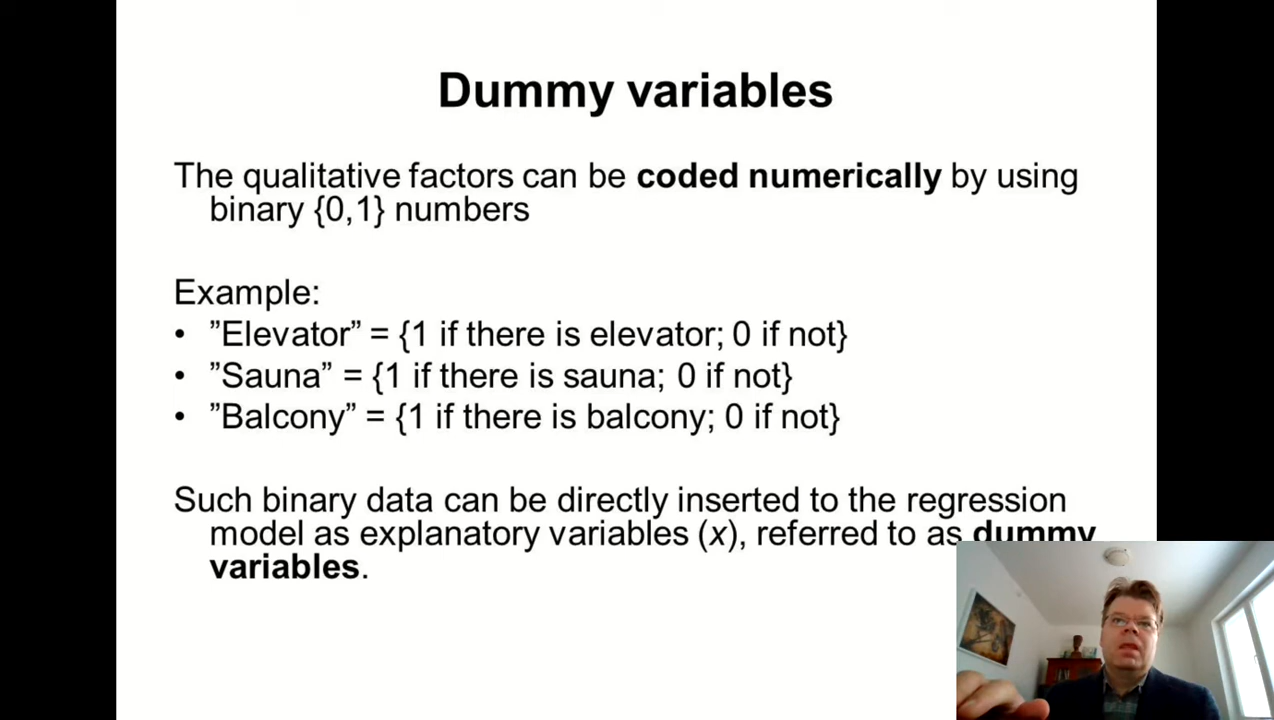 Dummy variables
The qualitative factors can be coded numerically by using
binary {0,1} numbers
Example:
• ”Elevator” = {1 if there is elevator; 0 if not}
• ”Sauna” = {1 if there is sauna; 0 if not}
• ”Balcony” = {1 if there is balcony; 0 if not}
Such binary data can be directly inserted to the regression
model as explanatory variables (x), referred to as dummy
variables.